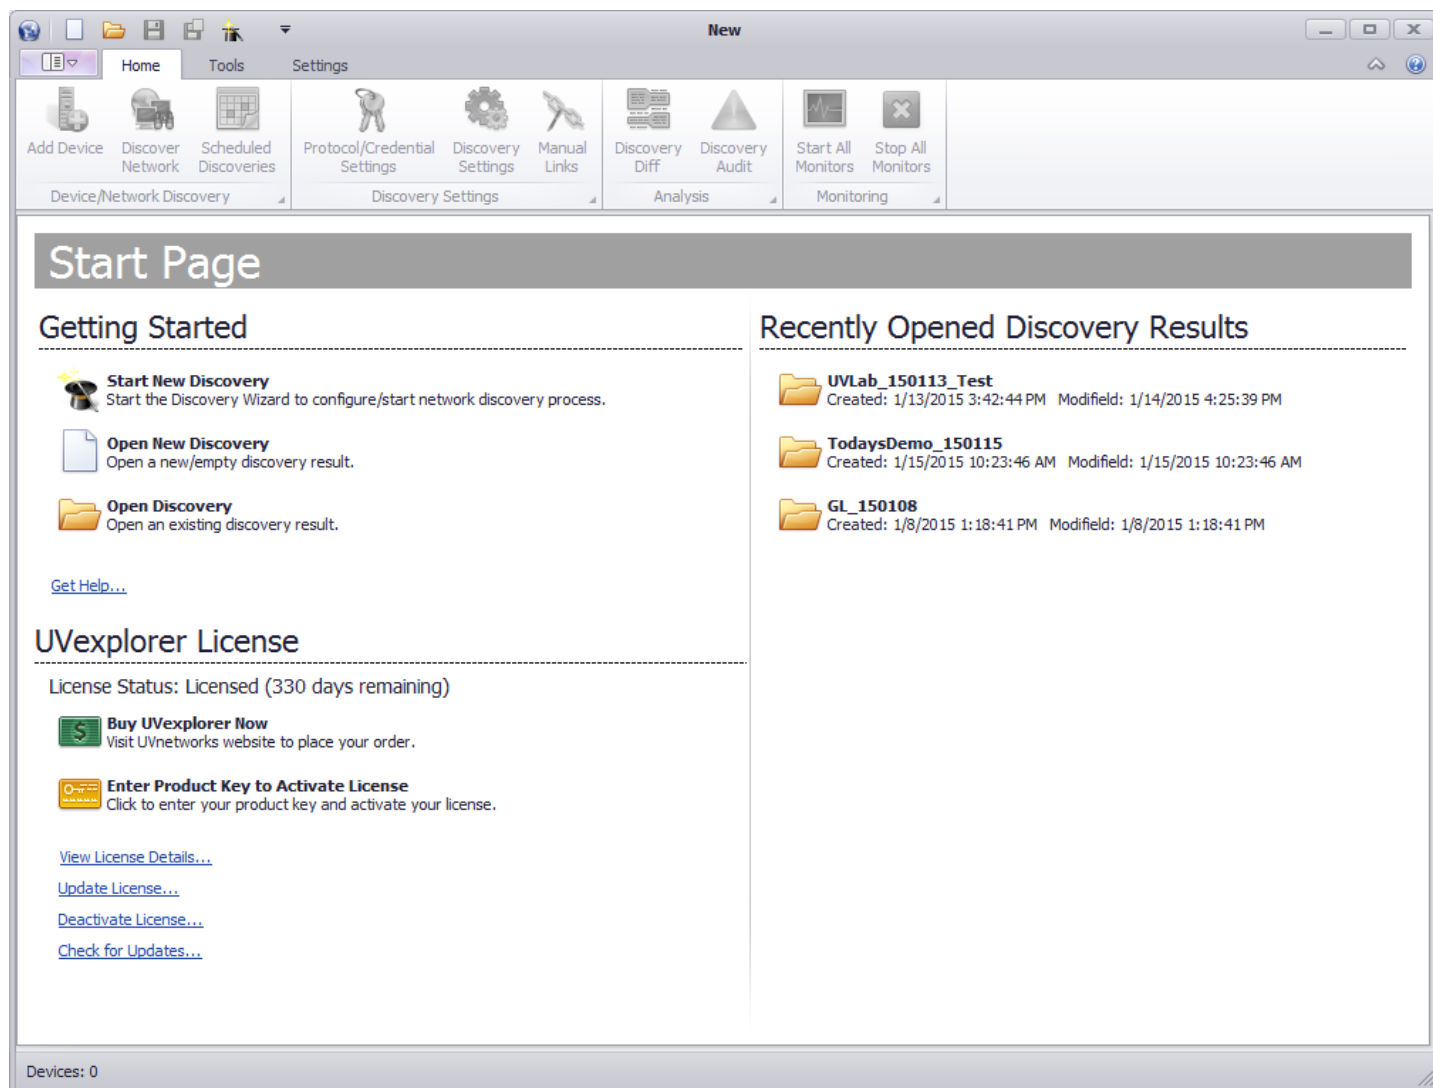 New
Home Tools Settings
Add Device Discover Network Scheduled Discoveries Protocol/Credential Settings Discovery Settings Manual Links Discovery Diff Discovery Audit Start All Monitors Stop All Monitors
Device/Network Discovery Discovery Settings Analysis Monitoring
Start Page
Getting Started
Start New Discovery
Start the Discovery Wizard to configure/start network discovery process.
Open New Discovery
Open a new/empty discovery result.
Open Discovery
Open an existing discovery result.
Get Help...
UVexplorer License
License Status: Licensed (330 days remaining)
Buy UVexplorer Now
Visit UVnetworks website to place your order.
Enter Product Key to Activate License
Click to enter your product key and activate your license.
View License Details...
Update License...
Deactivate License...
Check for Updates...
Recently Opened Discovery Results
UVLab_150113_Test
Created: 1/13/2015 3:42:44 PM Modifield: 1/14/2015 4:25:39 PM
TodaysDemo_150115
Created: 1/15/2015 10:23:46 AM Modifield: 1/15/2015 10:23:46 AM
GL_150108
Created: 1/8/2015 1:18:41 PM Modifield: 1/8/2015 1:18:41 PM
Devices: 0